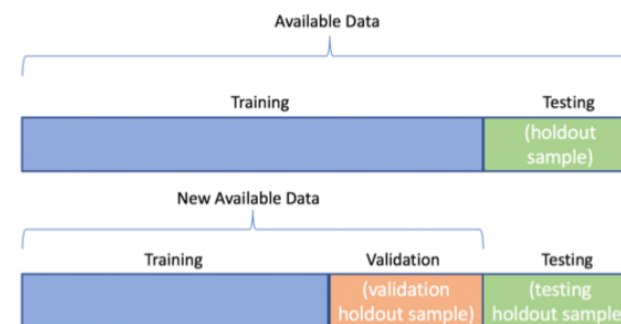 Available Data
Training Testing
(holdout
sample)
New Available Data
Training Validation Testing
(validation (testing
holdout sample) holdout sample